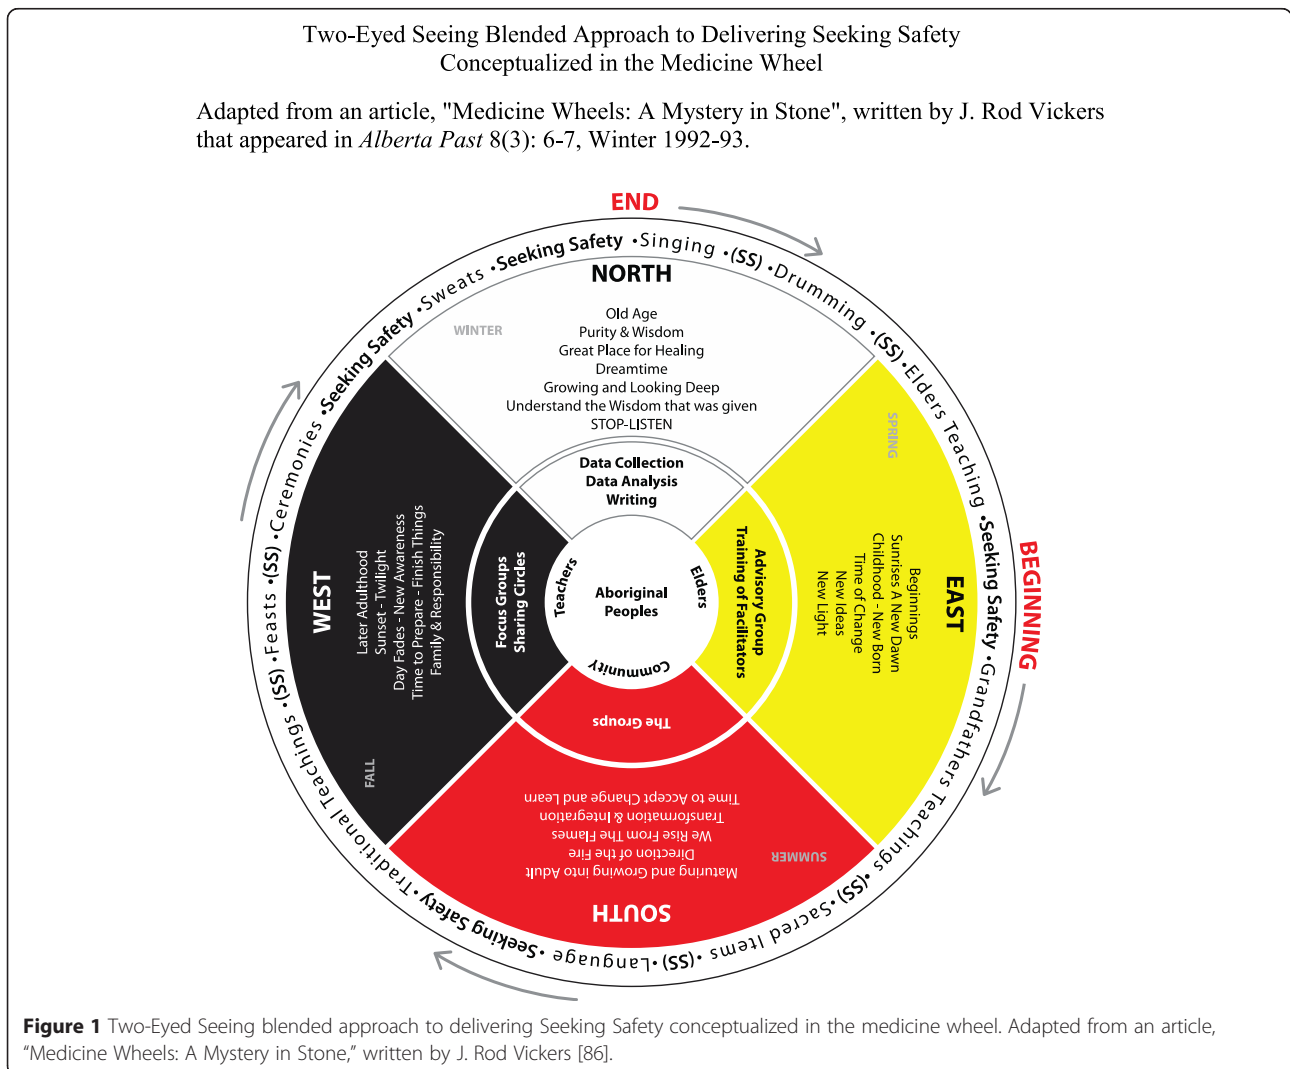 Two-Eyed Seeing Blended Approach to Delivering Seeking Safety
Conceptualized in the Medicine Wheel
Adapted from an article, "Medicine Wheels: A Mystery in Stone", written by J. Rod Vickers
that appeared in Alberta Past 8(3): 6-7, Winter 1992-93.
END
•Seeking Safety •Singing •(SS) •Drumming •(SS) •Elders Teaching •Seeking Safety •Grandfathers Teachings •(SS) •Sacred Items •(SS) •Language •Seeking Safety •Traditional Teachings •(SS) •Feasts •(SS) •Ceremonies •Seeking Safety •Sweats
NORTH
WINTER
Old Age
Purity & Wisdom
Great Place for Healing
Dreamtime
Growing and Looking Deep
Understand the Wisdom that was given
STOP-LISTEN
Data Collection
Data Analysis
Writing
BEGINNING
EAST
SPRING
Beginnings
Sunrises A New Dawn
Childhood - New Born
Time of Change
New Ideas
New Light
Advisory Group
Training of Facilitators
SOUTH
SUMMER
Maturing and Growing into Adult
Direction of the Fire
We Rise From The Flames
Transformation & Integration
Time to Accept Change and Learn
The Groups
WEST
FALL
Later Adulthood
Sunset - Twilight
Day Fades - New Awareness
Time to Prepare - Finish Things
Family & Responsibility
Focus Groups
Sharing Circles
Teachers
Elders
Community
Aboriginal
Peoples
Figure 1 Two-Eyed Seeing blended approach to delivering Seeking Safety conceptualized in the medicine wheel. Adapted from an article,
“Medicine Wheels: A Mystery in Stone,” written by J. Rod Vickers [86].